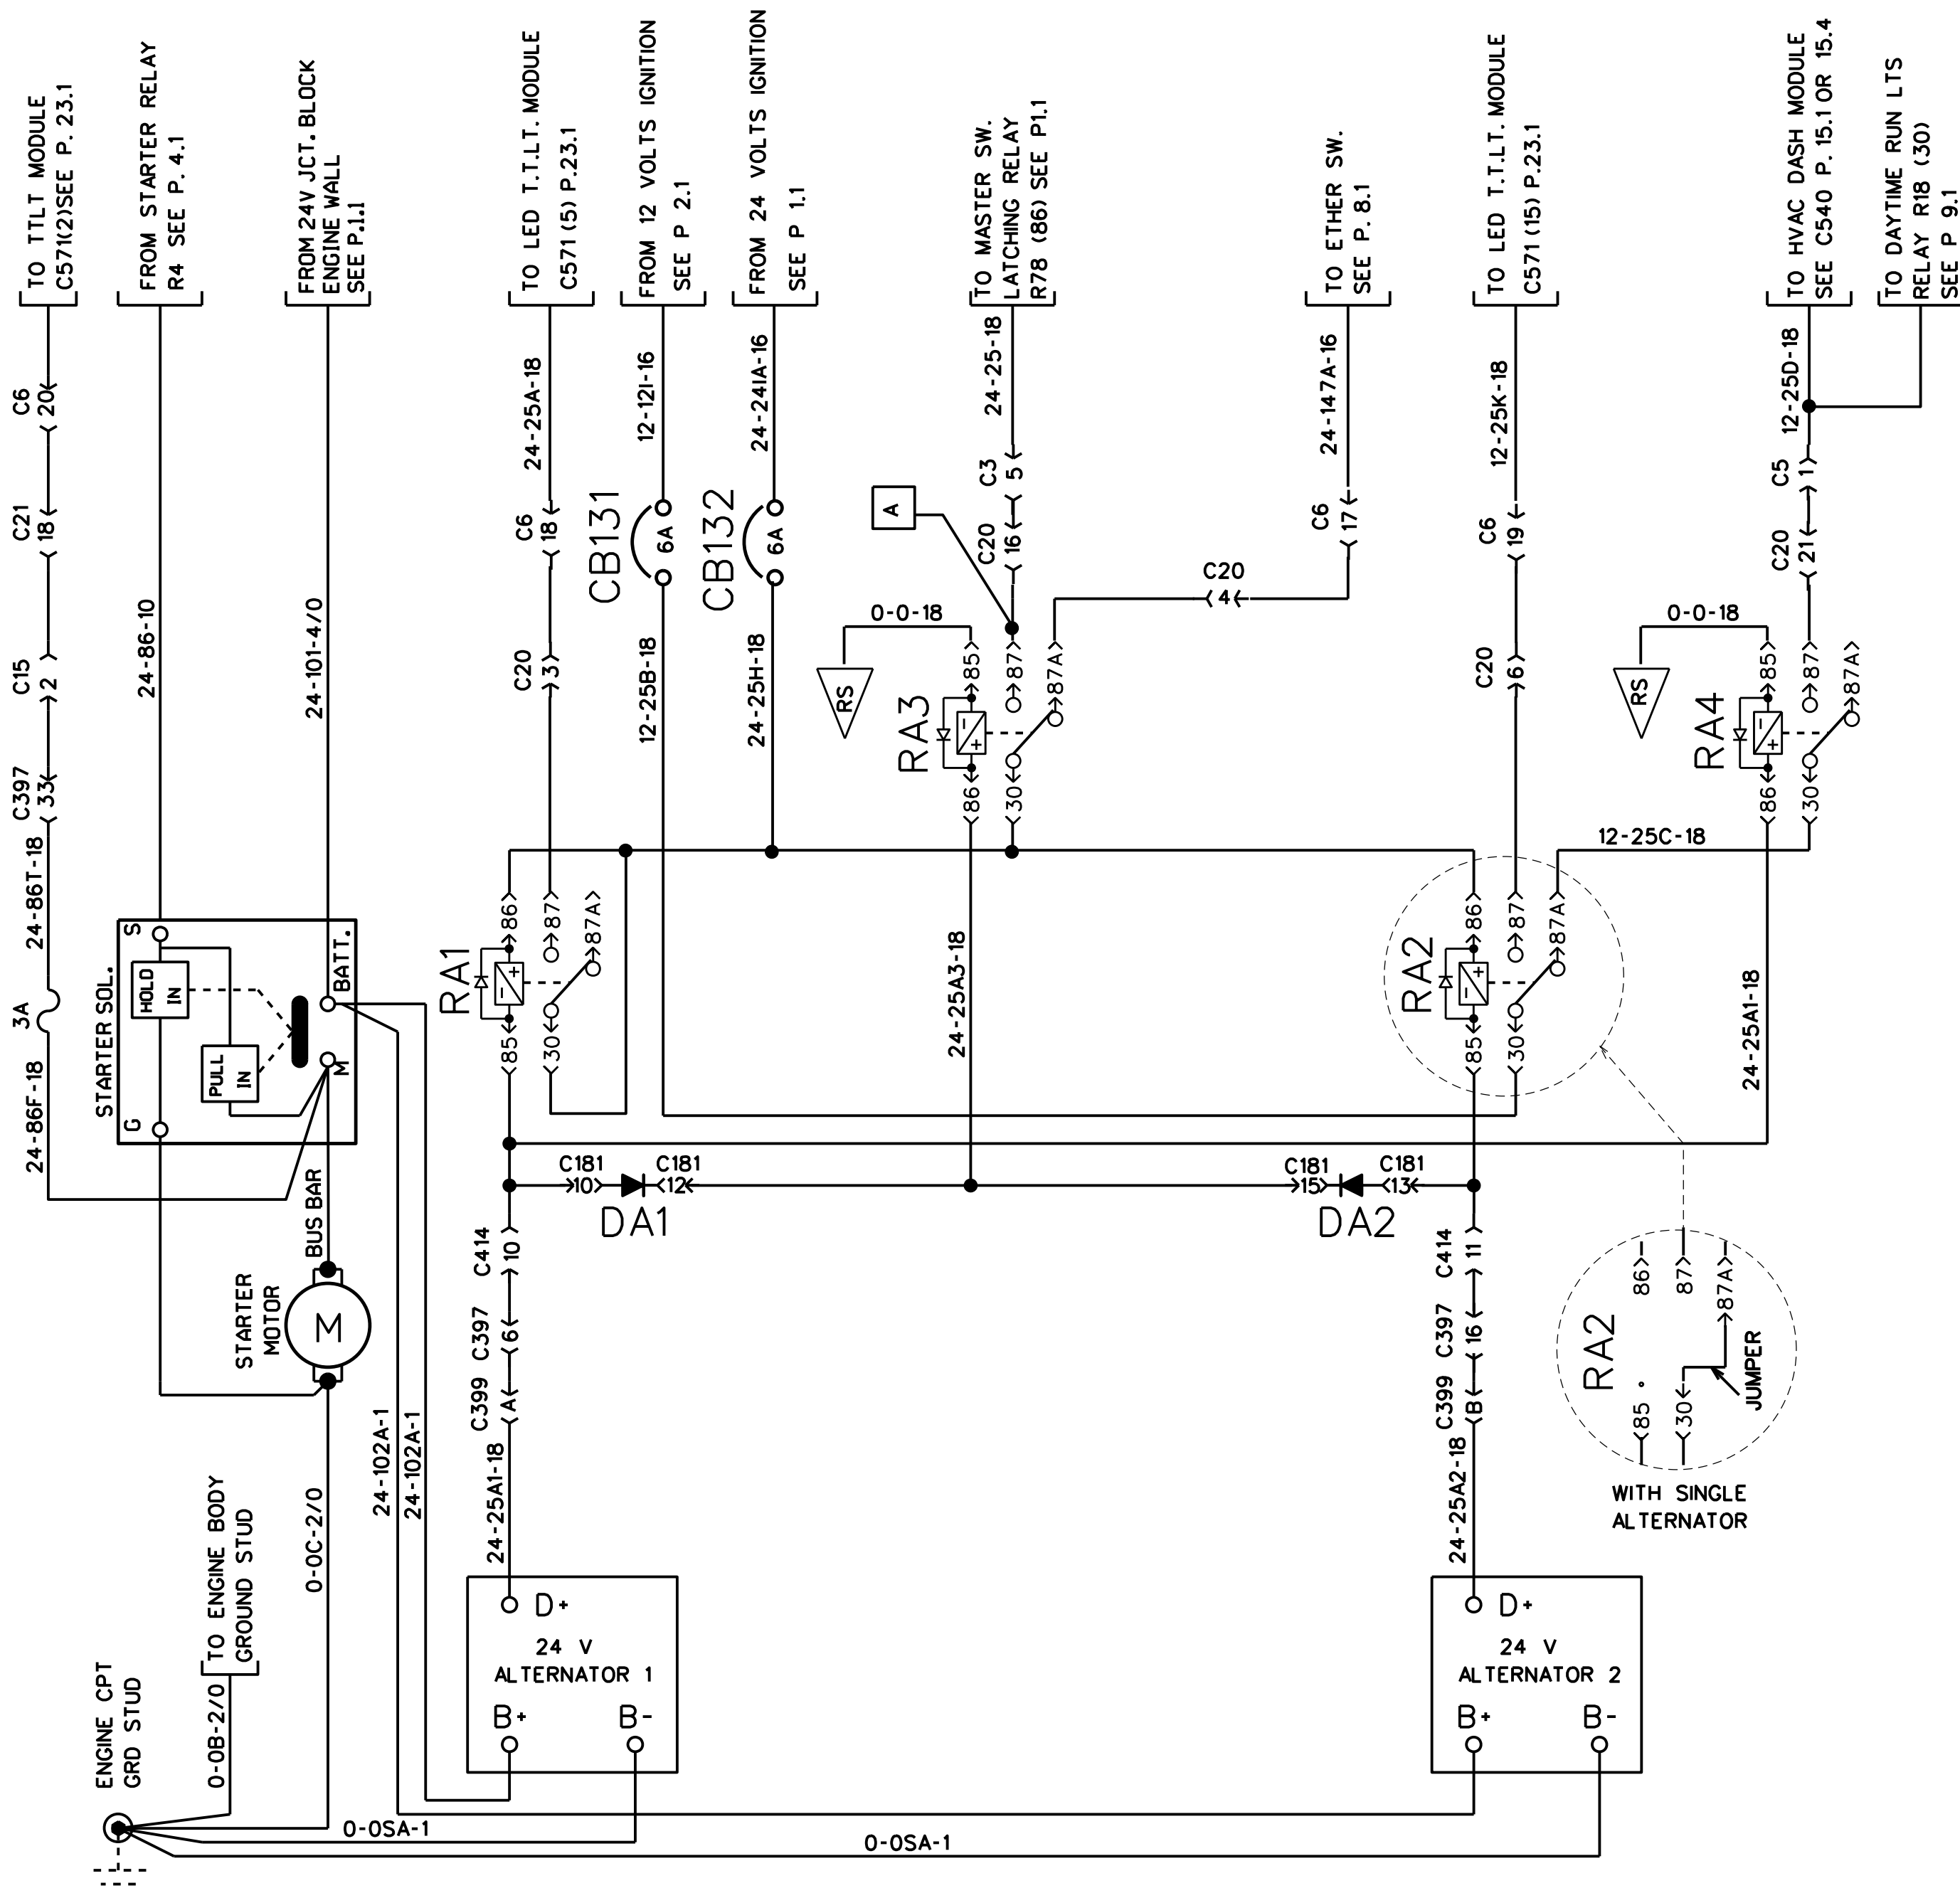 TO TTLT MODULE
C571(2)SEE P. 23.1
FROM STARTER RELAY
R4 SEE P. 4.1
FROM 24V JCT. BLOCK
ENGINE WALL
SEE P.1.1
TO LED T.T.LT. MODULE
C571 (5) P.23.1
FROM 12 VOLTS IGNITION
SEE P 2.1
FROM 24 VOLTS IGNITION
SEE P 1.1
TO MASTER SW.
LATCHING RELAY
R78 (86) SEE P1.1
TO ETHER SW.
SEE P. 8.1
TO LED T.T.LT. MODULE
C571 (15) P.23.1
TO HVAC DASH MODULE
SEE C540 P. 15.1 OR 15.4
TO DAYTIME RUN LTS
RELAY R18 (30)
SEE P 9.1
C6
20
C21
18
C15
2
C397
33
24-86T-18
3A
24-86F-18
24-86-10
24-101-4/0
24-25A-18
C6
18
C20
3
12-12I-16
CB131
6A
12-25B-18
24-24IA-16
CB132
6A
24-25H-18
24-25-18
C3
5
C20
16
A
24-147A-16
C6
17
C20
4
12-25K-18
C6
19
C20
6
12-25D-18
C5
1
C20
21
0-0-18
RS
RA3
85
87
87A
86
30
- +
0-0-18
RS
RA4
85
87
87A
86
30
- +
12-25C-18
STARTER SOL.
S
HOLD
IN
PULL
IN
G
BATT.
M
RA1
86
87
87A
85
30
- +
24-25A3-18
RA2
86
87
87A
85
30
- +
24-25A1-18
C181
10
C181
12
DA1
C181
15
C181
13
DA2
BUS BAR
STARTER
MOTOR
M
C414
10
C397
6
C399
A
24-25A1-18
C414
11
C397
16
C399
B
24-25A2-18
RA2
86
87
87A
85
30
JUMPER
WITH SINGLE
ALTERNATOR
24-102A-1
24-102A-1
0-0C-2/0
TO ENGINE BODY
GROUND STUD
0-0B-2/0
ENGINE CPT
GRD STUD
D+
24 V
ALTERNATOR 1
B+
B-
D+
24 V
ALTERNATOR 2
B+
B-
0-0SA-1
0-0SA-1